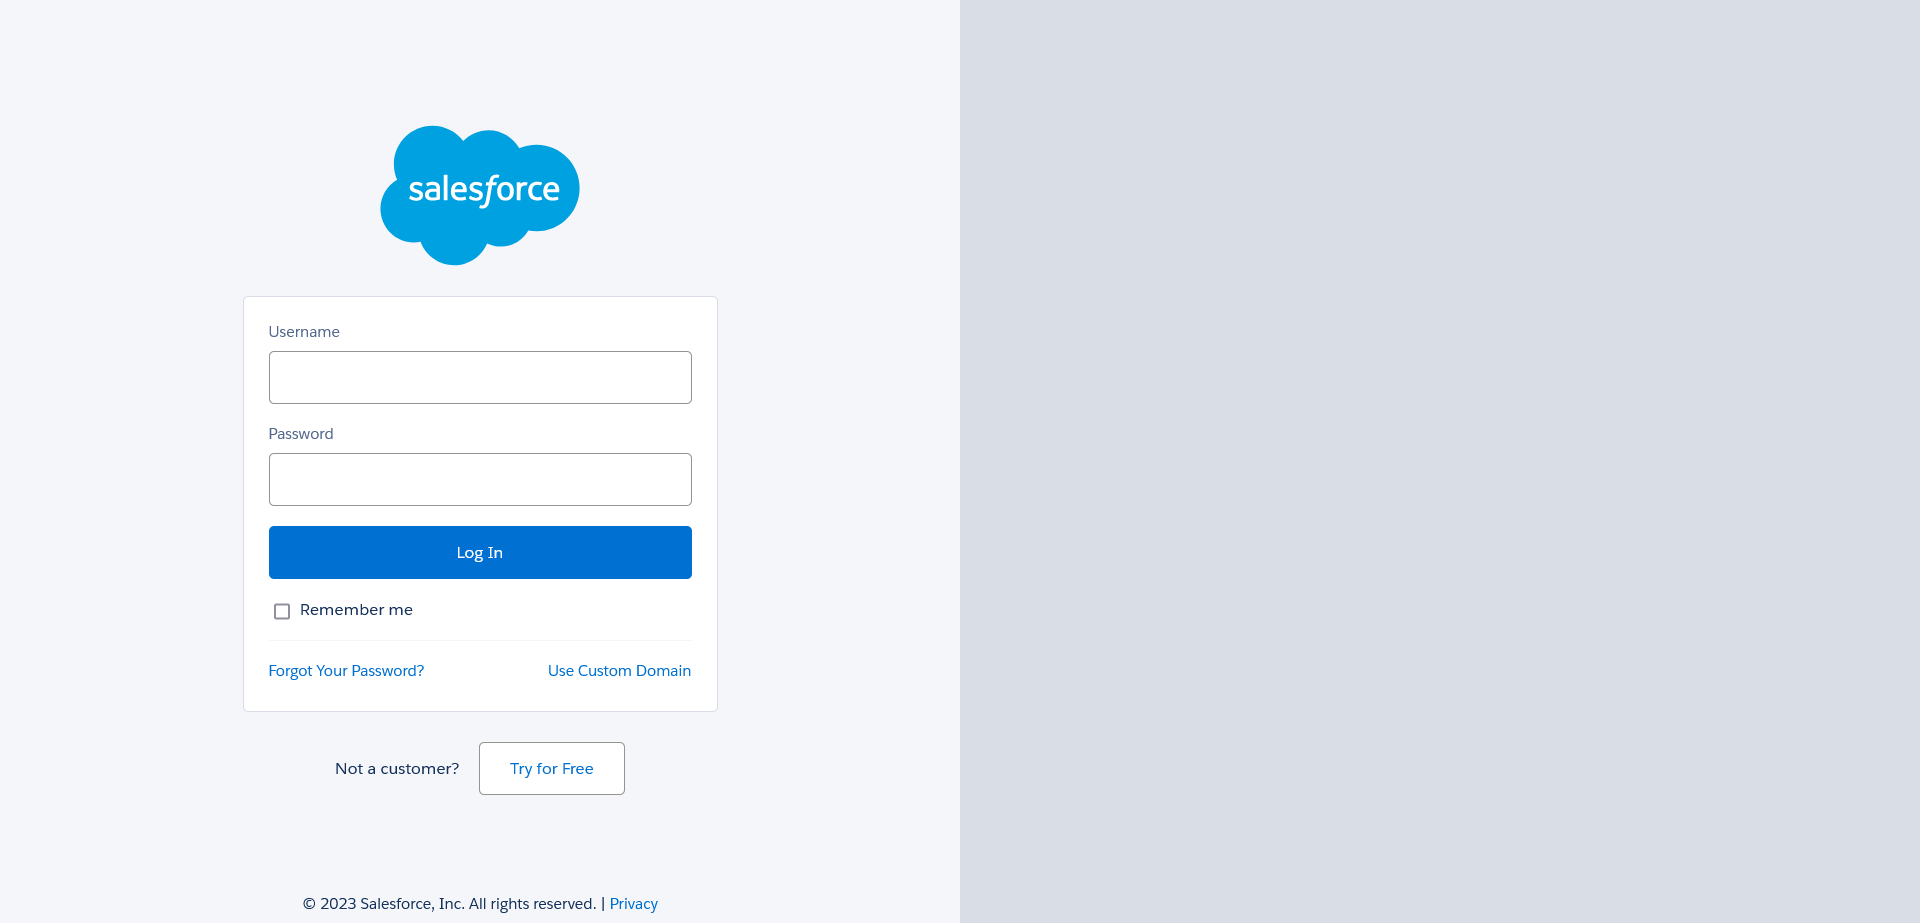 salesforce
Username
Password
Log In
Remember me
Forgot Your Password? Use Custom Domain
Not a customer? Try for Free
© 2023 Salesforce, Inc. All rights reserved. | Privacy